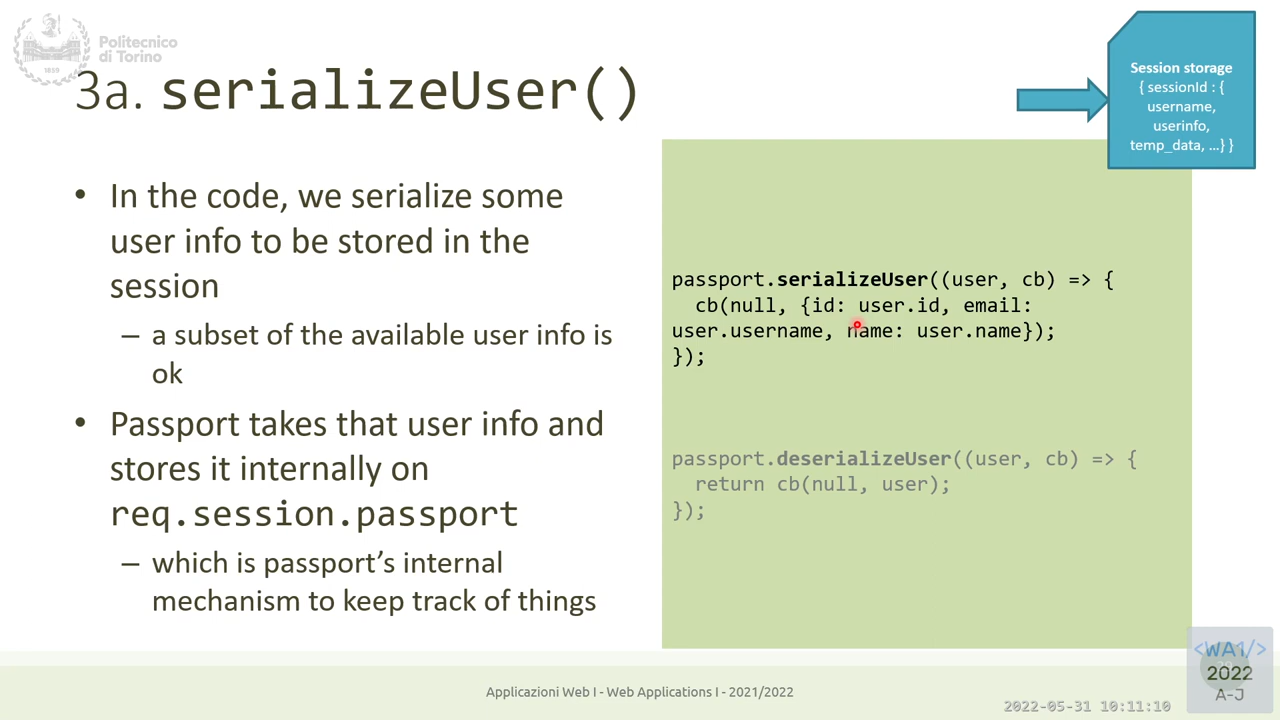 Politecnico
di Torino
1859
3a. serializeUser()
Session storage
{ sessionId : {
username,
userinfo,
temp_data, ...} }
• In the code, we serialize some
user info to be stored in the
session
– a subset of the available user info is
ok
• Passport takes that user info and
stores it internally on
req.session.passport
– which is passport’s internal
mechanism to keep track of things
passport.serializeUser((user, cb) => {
cb(null, {id: user.id, email:
user.username, name: user.name});
});
passport.deserializeUser((user, cb) => {
return cb(null, user);
});
Applicazioni Web I - Web Applications I - 2021/2022
<WA1/>
2022
A-J
2022-05-31 10:11:10